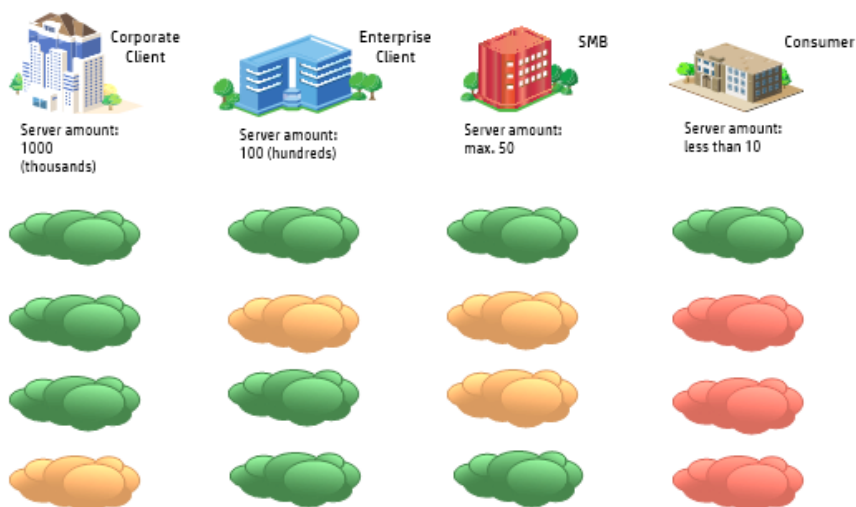 Corporate
Client
Enterprise
Client
SMB
Consumer
Server amount:
1000
(thousands)
Server amount:
100 (hundreds)
Server amount:
max. 50
Server amount:
less than 10